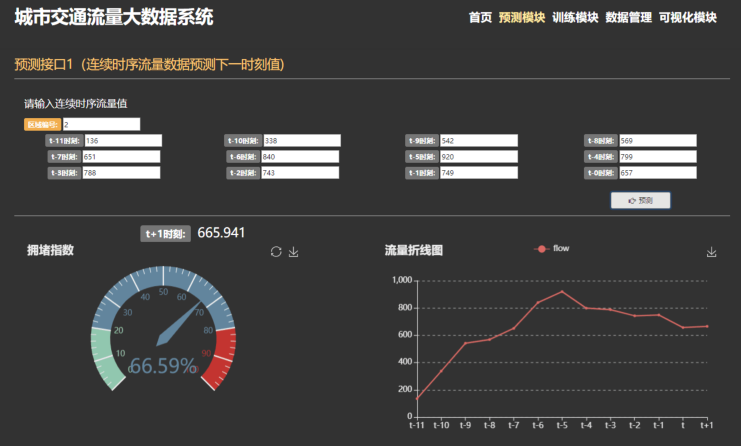 城市交通流量大数据系统
首页 预测模块 训练模块 数据管理 可视化模块
预测接口1（连续时序流量数据预测下一时刻值）
请输入连续时序流量值
区域编号: 2
t-11时刻: 136 t-10时刻: 338 t-9时刻: 542 t-8时刻: 569
t-7时刻: 651 t-6时刻: 840 t-5时刻: 920 t-4时刻: 799
t-3时刻: 788 t-2时刻: 743 t-1时刻: 749 t-0时刻: 657
预测
t+1时刻: 665.941
拥堵指数
0 10 20 30 40 50 60 70 80 90
66.59%
流量折线图
flow
1,000
800
600
400
200
0
t-11 t-10 t-9 t-8 t-7 t-6 t-5 t-4 t-3 t-2 t-1 t t+1